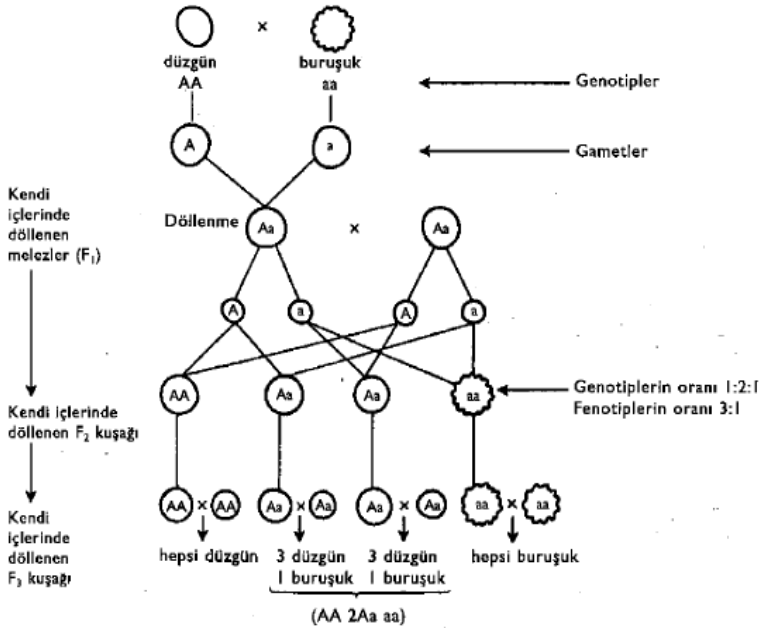 x
düzgün buruşuk
AA aa
Genotipler
A a
Gametler
Kendi
içlerinde
döllenen
melezler (F₁)
Döllenme Aa x Aa
A a A a
AA Aa Aa aa
Genotiplerin oranı 1:2:1
Fenotiplerin oranı 3:1
Kendi içlerinde
döllenen F₂ kuşağı
AA x AA Aa x Aa Aa x Aa aa x aa
Kendi
içlerinde
döllenen
F₃ kuşağı
hepsi düzgün 3 düzgün 3 düzgün hepsi buruşuk
1 buruşuk 1 buruşuk
(AA 2Aa aa)